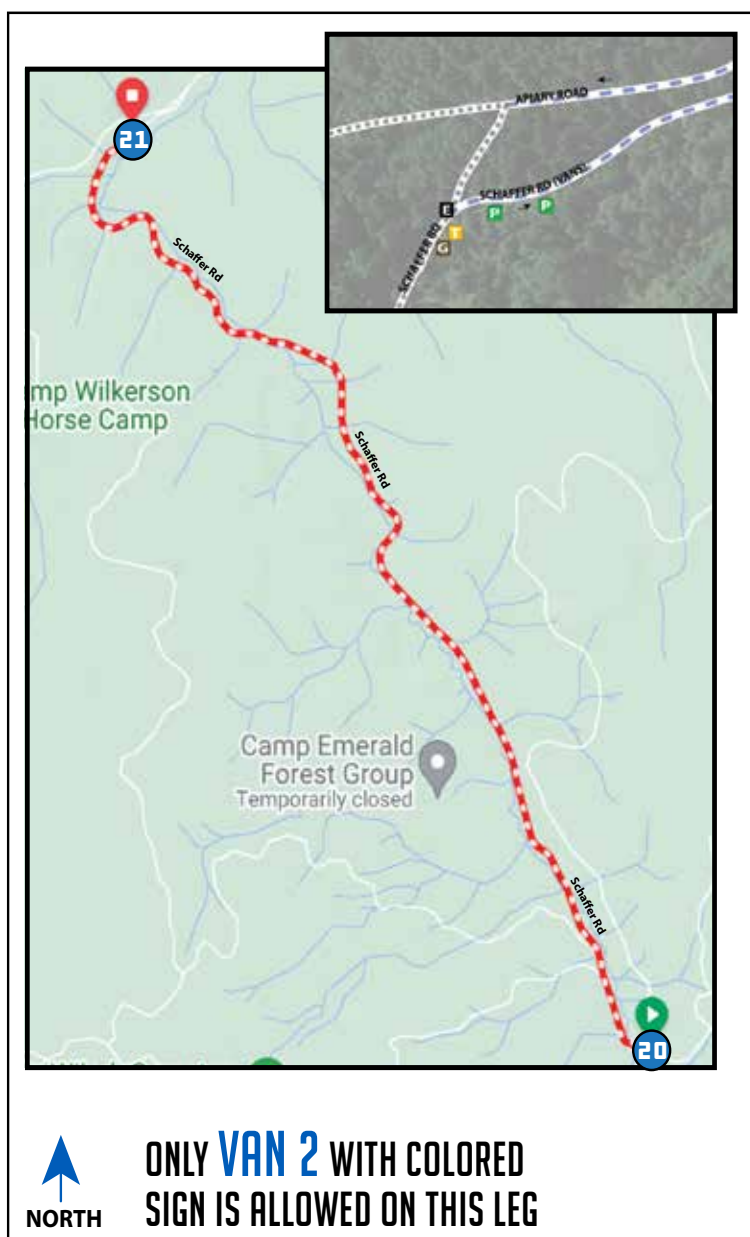 APIARY ROAD
SCHAFFER RD (VANS)
E
P
P
T
G
SCHAFFER RD
21
Schaffer Rd
mp Wilkerson
Horse Camp
Schaffer Rd
Camp Emerald
Forest Group
Temporarily closed
Schaffer Rd
20
NORTH
ONLY VAN 2 WITH COLORED
SIGN IS ALLOWED ON THIS LEG